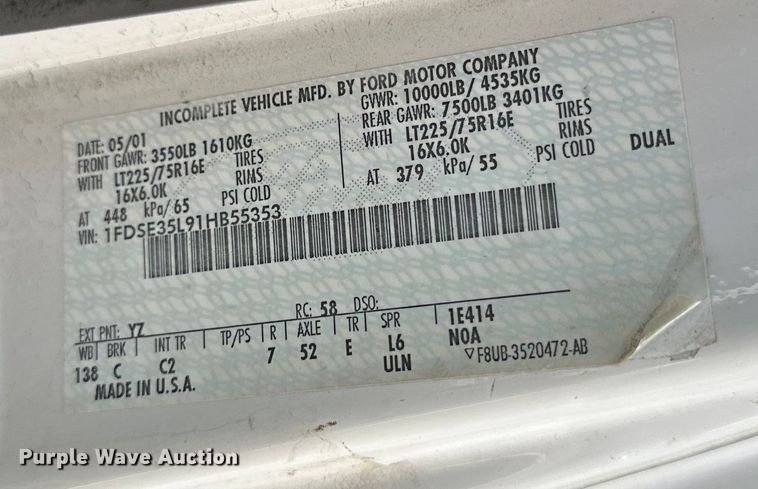 INCOMPLETE VEHICLE MFD. BY FORD MOTOR COMPANY
DATE: 05/01 GVWR: 10000LB/ 4535KG
FRONT GAWR: 3550LB 1610KG REAR GAWR: 7500LB 3401KG
WITH LT225/75R16E TIRES WITH LT225/75R16E TIRES DUAL
16X6.0K RIMS 16X6.0K RIMS
AT 448 kPa/65 PSI COLD AT 379 kPa/55 PSI COLD
VIN: 1FDSE35L91HB55353
EXT PNT: YZ RC: 58 DSO:
WB BRK INT TR TP/PS R AXLE TR SPR 1E414
138 C C2 7 52 E L6 NOA
ULN ▽F8UB-3520472-AB
MADE IN U.S.A.
Purple Wave Auction